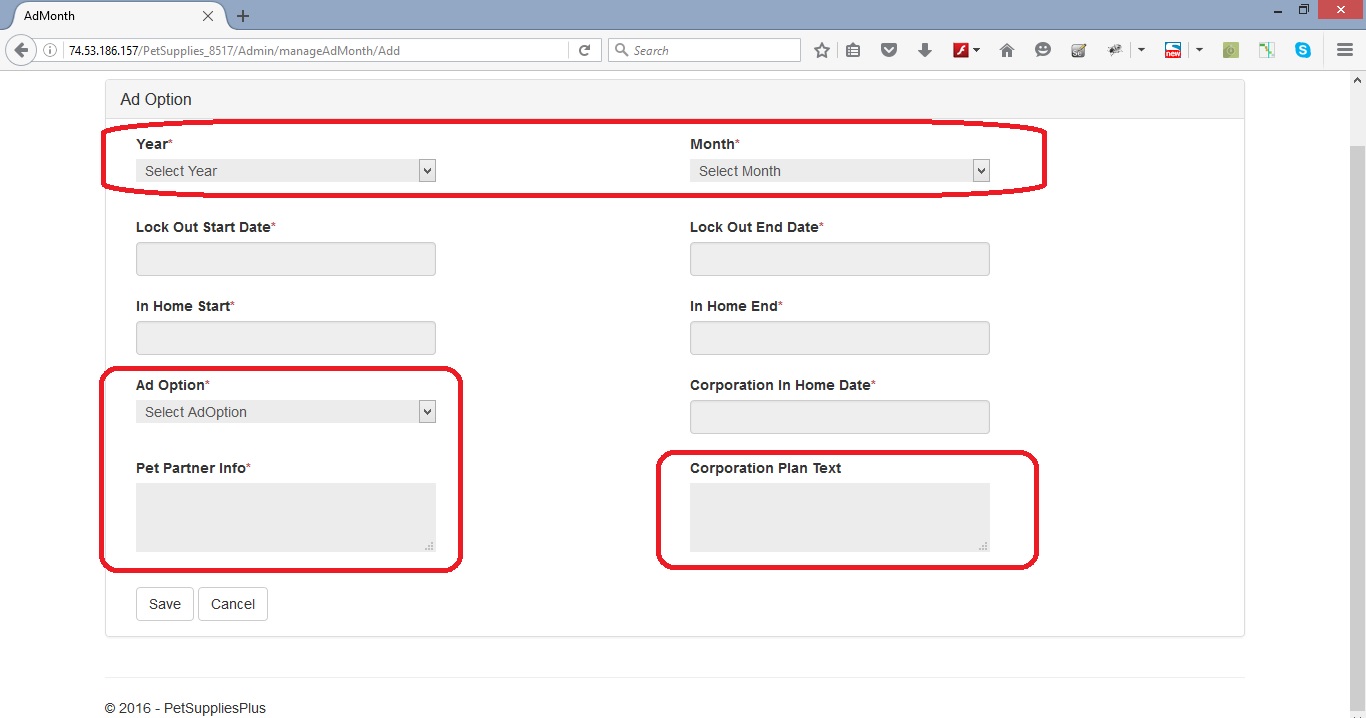 AdMonth
74.53.186.157/PetSupplies_8517/Admin/manageAdMonth/Add
Search
new
Ad Option
Year* Month*
Select Year Select Month
Lock Out Start Date* Lock Out End Date*
In Home Start* In Home End*
Ad Option* Corporation In Home Date*
Select AdOption
Pet Partner Info* Corporation Plan Text
Save Cancel
© 2016 - PetSuppliesPlus